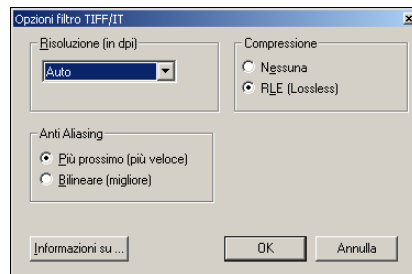 Opzioni filtro TIFF/IT
Risoluzione (in dpi)
Auto
Compressione
Nessuna
RLE (Lossless)
Anti Aliasing
Più prossimo (più veloce)
Bilineare (migliore)
Informazioni su ...
OK
Annulla